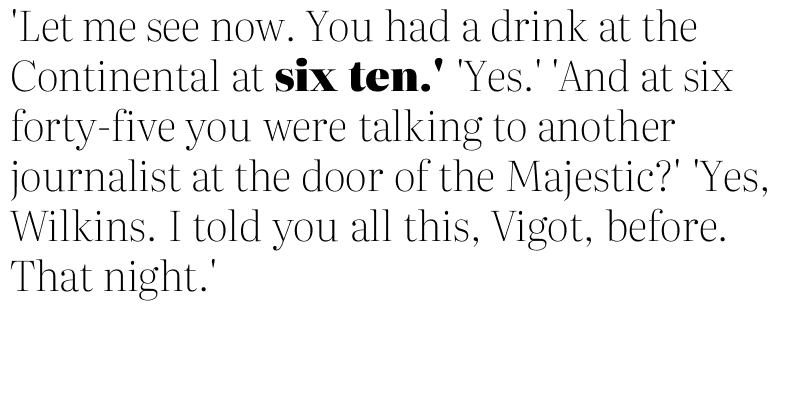 'Let me see now. You had a drink at the
Continental at six ten.' 'Yes.' 'And at six
forty-five you were talking to another
journalist at the door of the Majestic?' 'Yes,
Wilkins. I told you all this, Vigot, before.
That night.'